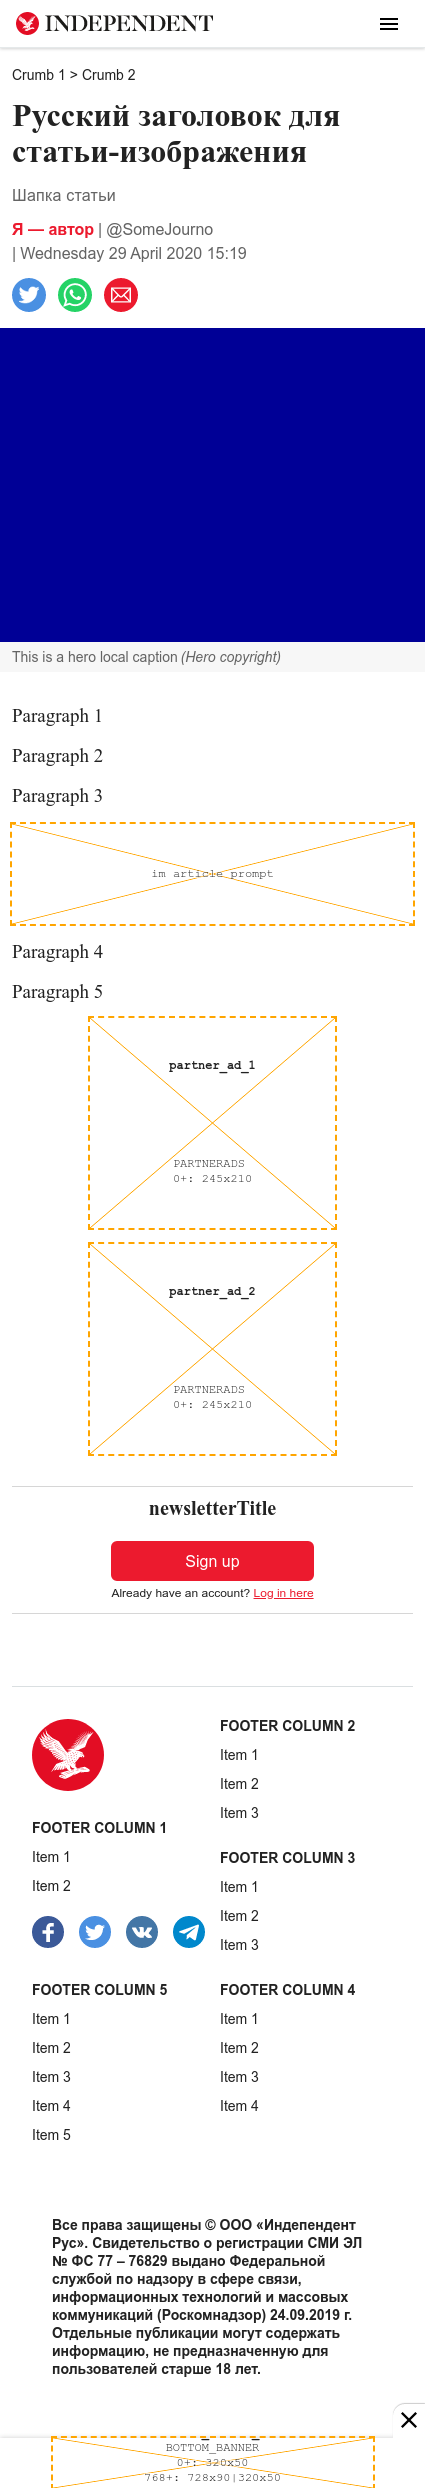 INDEPENDENT
Crumb 1 > Crumb 2
Русский заголовок для
статьи-изображения
Шапка статьи
Я — автор | @SomeJourno
| Wednesday 29 April 2020 15:19
This is a hero local caption (Hero copyright)
Paragraph 1
Paragraph 2
Paragraph 3
im article prompt
Paragraph 4
Paragraph 5
partner_ad_1
PARTNERADS
0+: 245x210
partner_ad_2
PARTNERADS
0+: 245x210
newsletterTitle
Sign up
Already have an account? Log in here
FOOTER COLUMN 1
Item 1
Item 2
FOOTER COLUMN 2
Item 1
Item 2
Item 3
FOOTER COLUMN 3
Item 1
Item 2
Item 3
FOOTER COLUMN 5
Item 1
Item 2
Item 3
Item 4
Item 5
FOOTER COLUMN 4
Item 1
Item 2
Item 3
Item 4
Все права защищены © ООО «Индепендент
Рус». Свидетельство о регистрации СМИ ЭЛ
№ ФС 77 – 76829 выдано Федеральной
службой по надзору в сфере связи,
информационных технологий и массовых
коммуникаций (Роскомнадзор) 24.09.2019 г.
Отдельные публикации могут содержать
информацию, не предназначенную для
пользователей старше 18 лет.
BOTTOM_BANNER
0+: 320x50
768+: 728x90|320x50